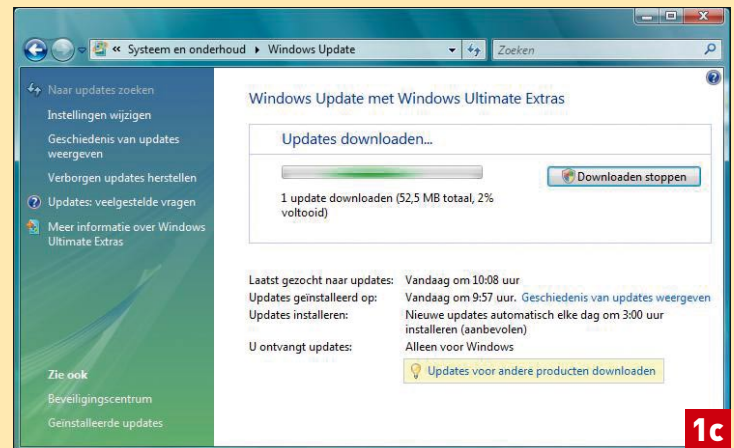 « Systeem en onderhoud ▸ Windows Update
Zoeken
Naar updates zoeken
Instellingen wijzigen
Geschiedenis van updates
weergeven
Verborgen updates herstellen
Updates: veelgestelde vragen
Meer informatie over Windows
Ultimate Extras
Zie ook
Beveiligingscentrum
Geïnstalleerde updates
Windows Update met Windows Ultimate Extras
Updates downloaden...
Downloaden stoppen
1 update downloaden (52,5 MB totaal, 2%
voltooid)
Laatst gezocht naar updates: Vandaag om 10:08 uur
Updates geïnstalleerd op: Vandaag om 9:57 uur. Geschiedenis van updates weergeven
Updates installeren: Nieuwe updates automatisch elke dag om 3:00 uur
installeren (aanbevolen)
U ontvangt updates: Alleen voor Windows
Updates voor andere producten downloaden
1c